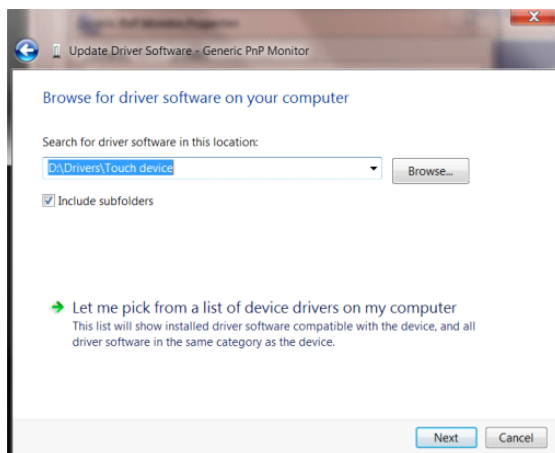 Update Driver Software - Generic PnP Monitor
Browse for driver software on your computer
Search for driver software in this location:
D:\Drivers\Touch device
Browse...
Include subfolders
Let me pick from a list of device drivers on my computer
This list will show installed driver software compatible with the device, and all
driver software in the same category as the device.
Next
Cancel